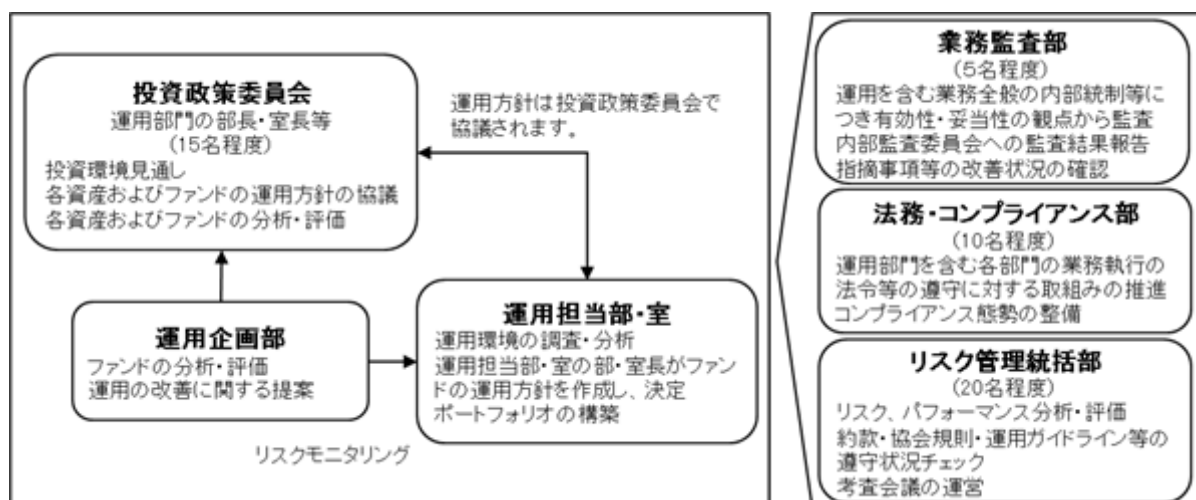 投資政策委員会
運用部門の部長・室長等
(15名程度)
投資環境見通し
各資産およびファンドの運用方針の協議
各資産およびファンドの分析・評価
運用方針は投資政策委員会で
協議されます。
運用企画部
ファンドの分析・評価
運用の改善に関する提案
運用担当部・室
運用環境の調査・分析
運用担当部・室の部・室長がファン
ドの運用方針を作成し、決定
ポートフォリオの構築
リスクモニタリング
業務監査部
(5名程度)
運用を含む業務全般の内部統制等に
つき有効性・妥当性の観点から監査
内部監査委員会への監査結果報告
指摘事項等の改善状況の確認
法務・コンプライアンス部
(10名程度)
運用部門を含む各部門の業務執行の
法令等の遵守に対する取組みの推進
コンプライアンス態勢の整備
リスク管理統括部
(20名程度)
リスク、パフォーマンス分析・評価
約款・協会規則・運用ガイドライン等の
遵守状況チェック
考査会議の運営